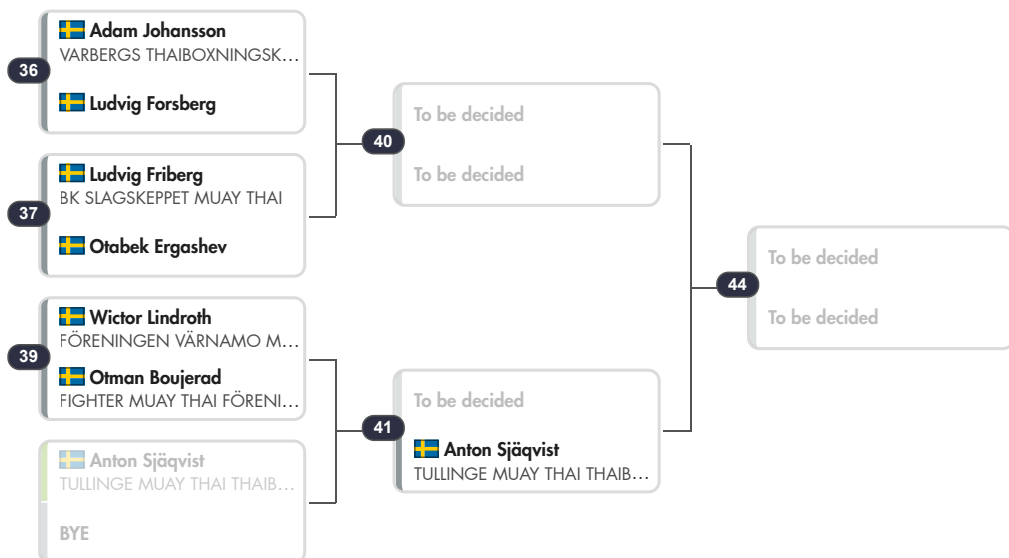 Adam Johansson
VARBERGS THAIBOXNINGSK...
36
Ludvig Forsberg
Ludvig Friberg
BK SLAGSKEPPET MUAY THAI
37
Otabek Ergashev
Wictor Lindroth
FÖRENINGEN VÄRNAMO M...
39
Otman Boujerad
FIGHTER MUAY THAI FÖRENI...
Anton Sjäqvist
TULLINGE MUAY THAI THAIB...
BYE
To be decided
40
To be decided
To be decided
41
Anton Sjäqvist
TULLINGE MUAY THAI THAIB...
To be decided
44
To be decided